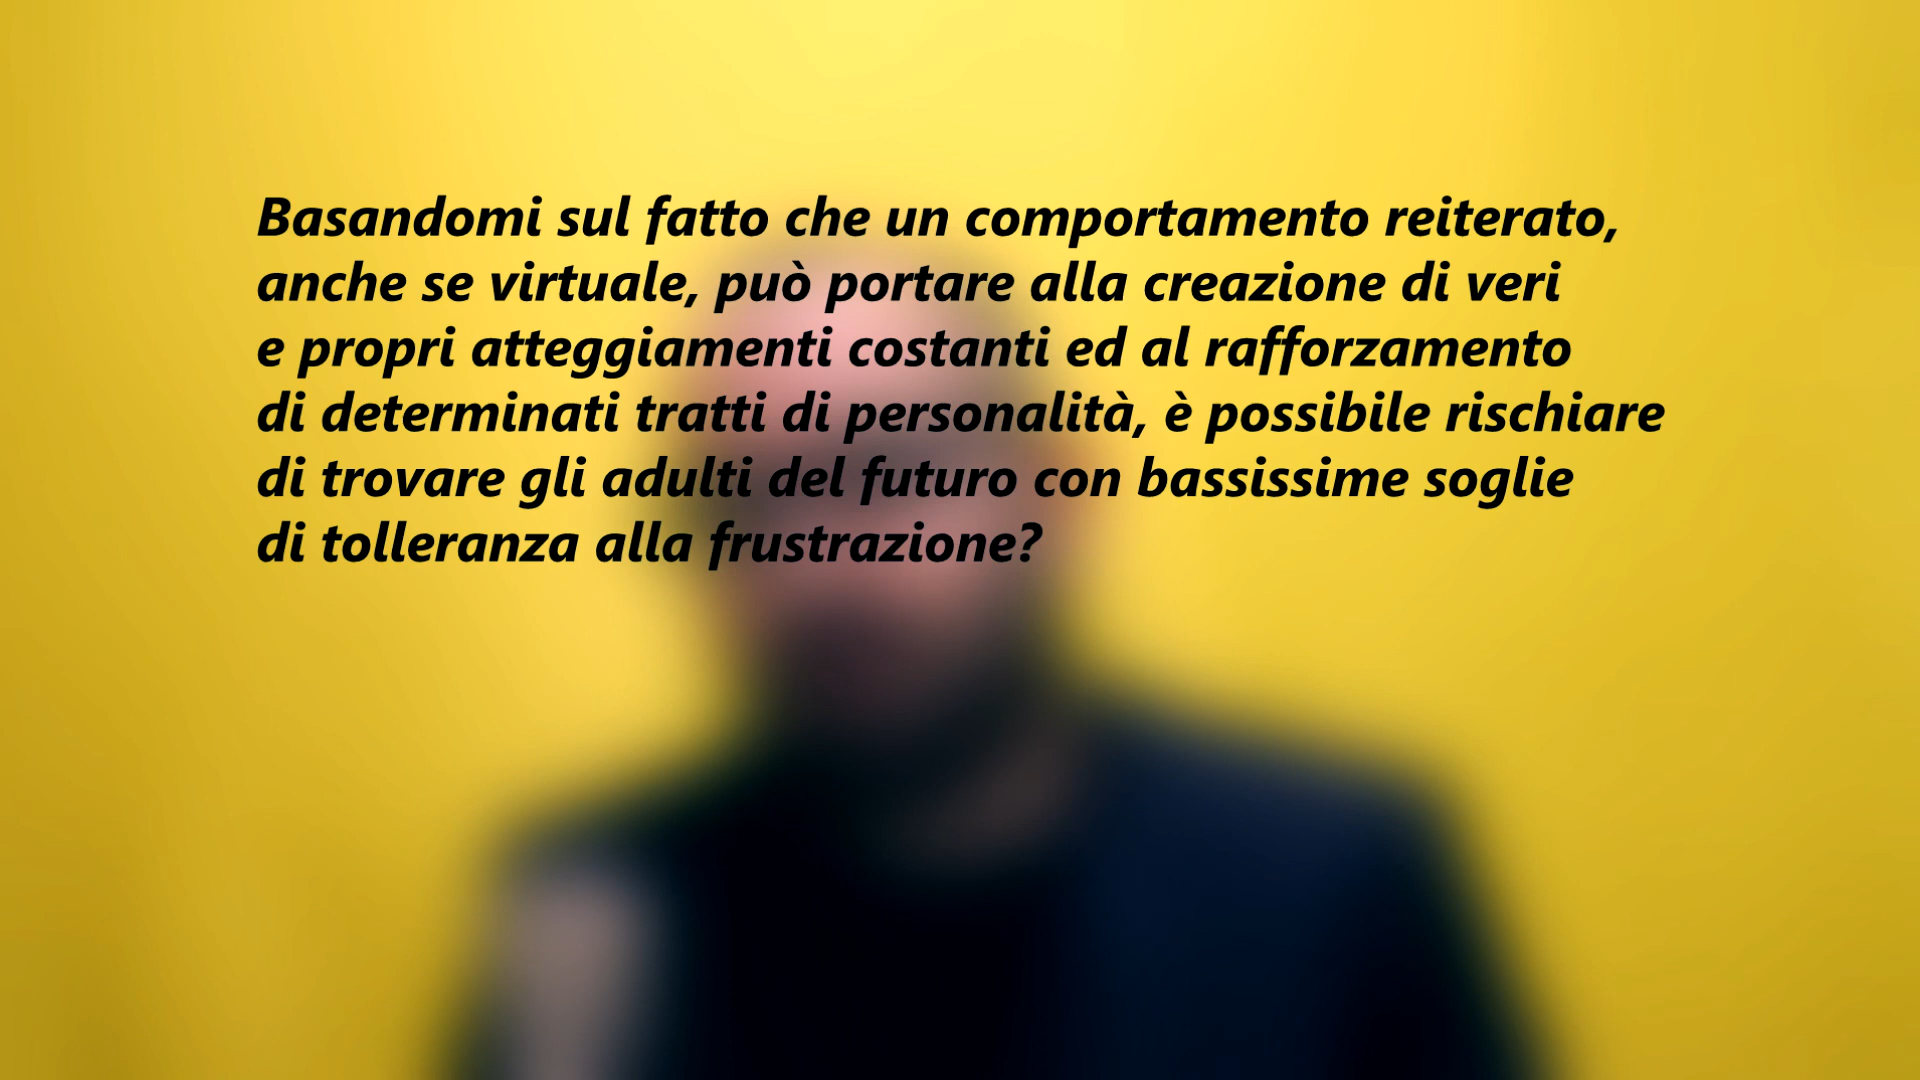 Basandomi sul fatto che un comportamento reiterato,
anche se virtuale, può portare alla creazione di veri
e propri atteggiamenti costanti ed al rafforzamento
di determinati tratti di personalità, è possibile rischiare
di trovare gli adulti del futuro con bassissime soglie
di tolleranza alla frustrazione?